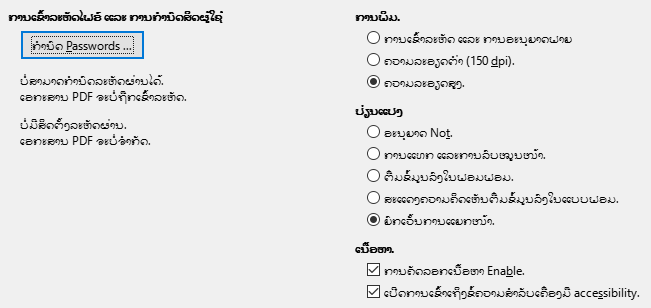 ການເຂົ້າລະຫັດໄຟອ໌ ແລະ ການກຳນົດສິດຜູ້ໃຊ້
ກຳນົດ Passwords ...
ບໍ່ສາມາດກຳນົດລະຫັດຜ່ານໄດ້.
ເອກະສານ PDF ຈະບໍ່ຖືກເຂົ້າລະຫັດ.
ບໍ່ມີສິດຕັ້ງລະຫັດຜ່ານ.
ເອກະສານ PDF ຈະບໍ່ຈຳກັດ.
ການພິມ.
ການເຂົ້າລະຫັດ ແລະ ການອະນຸຍາດຟາຍ
ຄວາມລະອຽດຕ່ຳ (150 dpi).
ຄວາມລະອຽດສູງ.
ປ່ຽນແປງ
ອະນຸຍາດ Not.
ການແທກ ແລະການລົບໝູນໜ້າ.
ຕື່ມຂໍ້ມູນລົງໃນຟອມຟອມ.
ສະແດງຄວາມຄິດເຫັນຕື່ມຂໍ້ມູນລົງໃນແບບຟອມ.
ຍົກເວັ້ນການແຍກໜ້າ.
ເນື້ອຫາ.
ການຄັດລອກເນື້ອຫາ Enable.
ເປີດການເຂົ້າເຖິງຂໍ້ຄວາມສຳລັບເຄື່ອງມື accessibility.